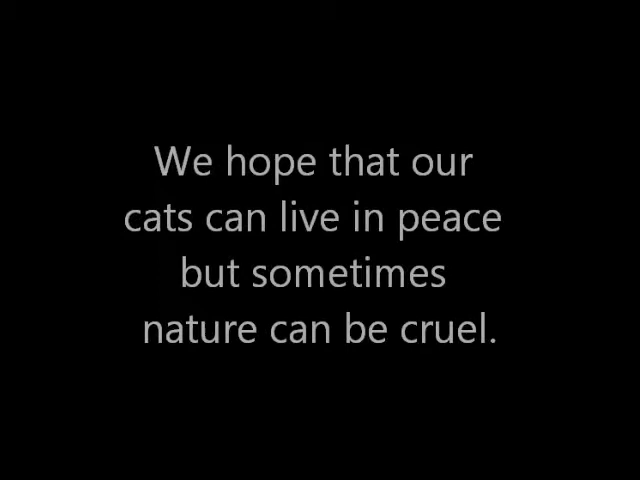 We hope that our
cats can live in peace
but sometimes
nature can be cruel.